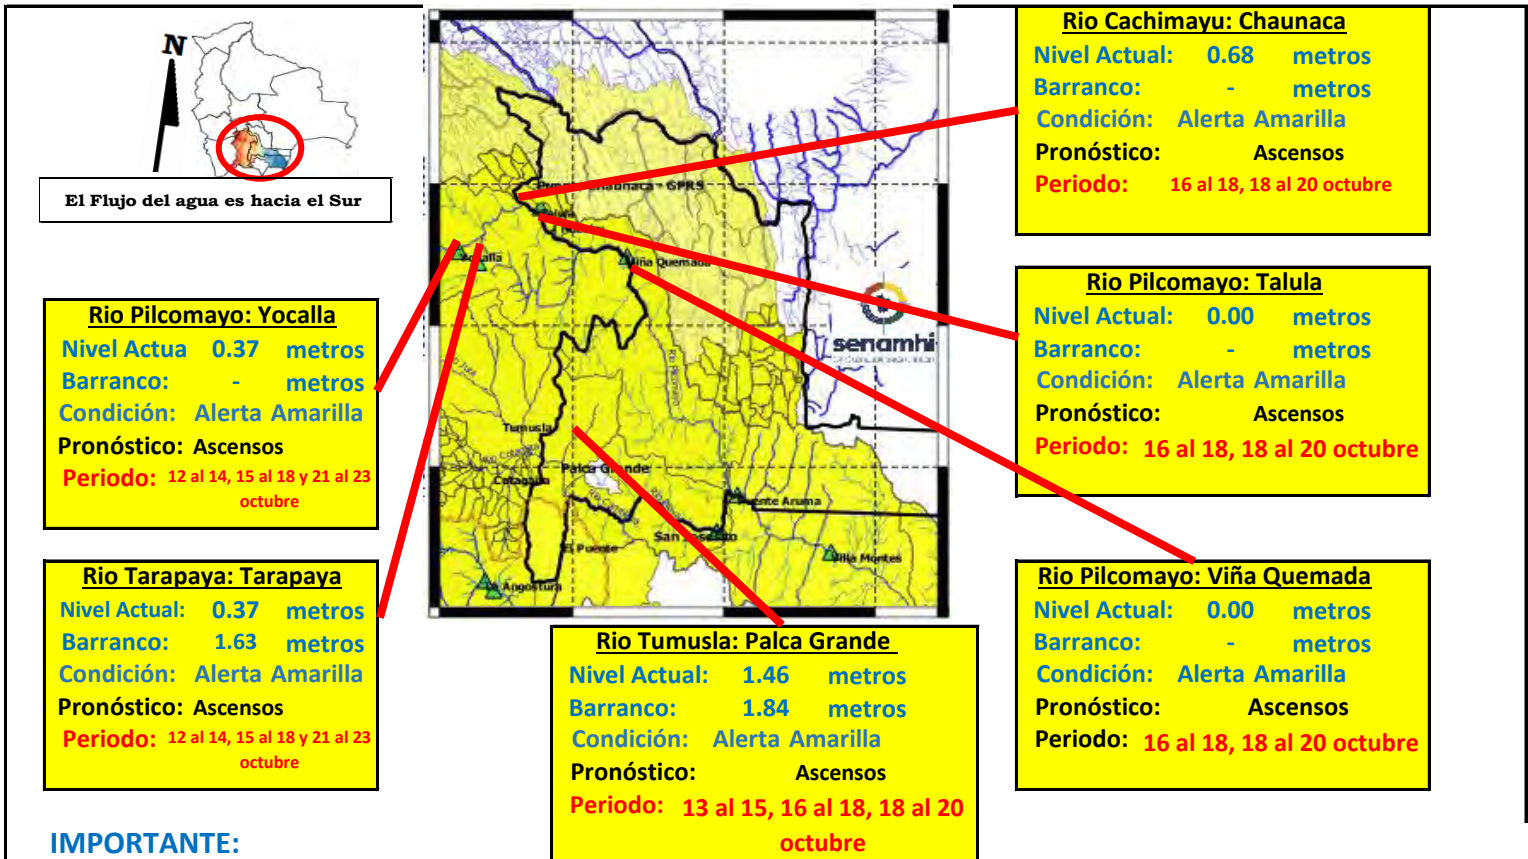 N
El Flujo del agua es hacia el Sur
Rio Pilcomayo: Yocalla
Nivel Actua 0.37 metros
Barranco: - metros
Condición: Alerta Amarilla
Pronóstico: Ascensos
Periodo: 12 al 14, 15 al 18 y 21 al 23
octubre
Rio Tarapaya: Tarapaya
Nivel Actual: 0.37 metros
Barranco: 1.63 metros
Condición: Alerta Amarilla
Pronóstico: Ascensos
Periodo: 12 al 14, 15 al 18 y 21 al 23
octubre
IMPORTANTE:
- GPRS
Viña Quemada
senamhi
Tumusla
Palca Grande
Cotagaita
Puente Aruma
El Puente
Villa Montes
Angostura
Rio Tumusla: Palca Grande
Nivel Actual: 1.46 metros
Barranco: 1.84 metros
Condición: Alerta Amarilla
Pronóstico: Ascensos
Periodo: 13 al 15, 16 al 18, 18 al 20
octubre
Rio Cachimayu: Chaunaca
Nivel Actual: 0.68 metros
Barranco: - metros
Condición: Alerta Amarilla
Pronóstico: Ascensos
Periodo: 16 al 18, 18 al 20 octubre
Rio Pilcomayo: Talula
Nivel Actual: 0.00 metros
Barranco: - metros
Condición: Alerta Amarilla
Pronóstico: Ascensos
Periodo: 16 al 18, 18 al 20 octubre
Rio Pilcomayo: Viña Quemada
Nivel Actual: 0.00 metros
Barranco: - metros
Condición: Alerta Amarilla
Pronóstico: Ascensos
Periodo: 16 al 18, 18 al 20 octubre